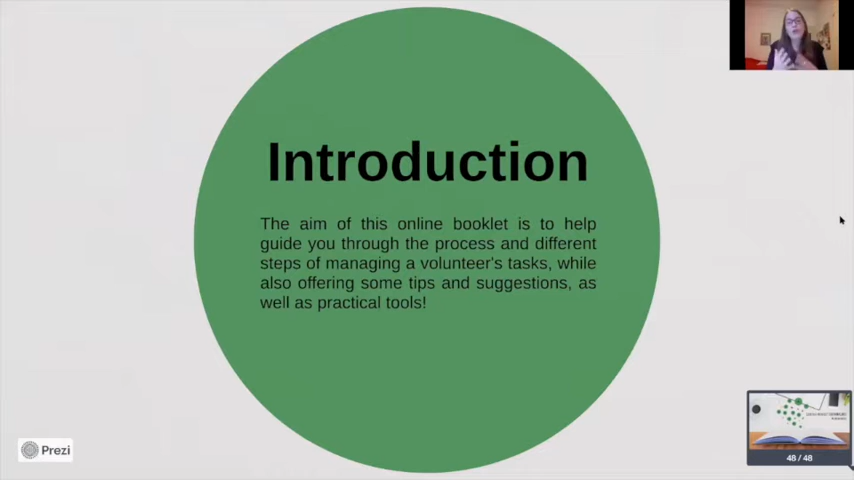 Introduction
The aim of this online booklet is to help
guide you through the process and different
steps of managing a volunteer's tasks, while
also offering some tips and suggestions, as
well as practical tools!
Prezi
48 / 48